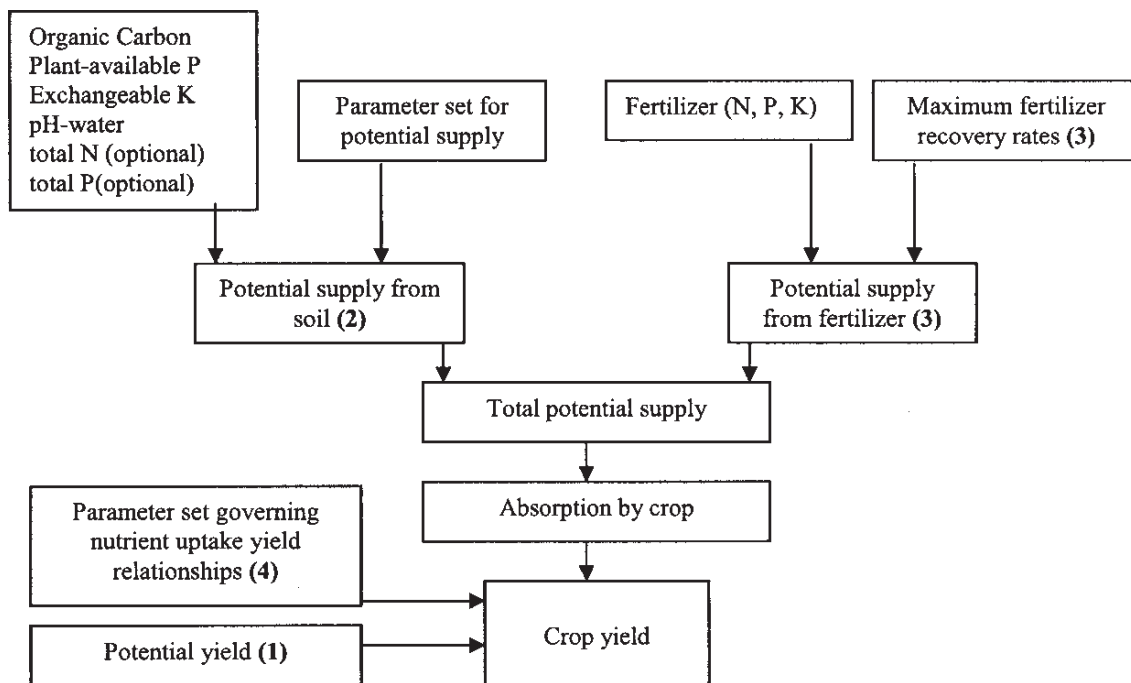 Organic Carbon
Plant-available P
Exchangeable K
pH-water
total N (optional)
total P(optional)
Parameter set for
potential supply
Fertilizer (N, P, K)
Maximum fertilizer
recovery rates (3)
Potential supply from
soil (2)
Potential supply
from fertilizer (3)
Total potential supply
Absorption by crop
Parameter set governing
nutrient uptake yield
relationships (4)
Potential yield (1)
Crop yield